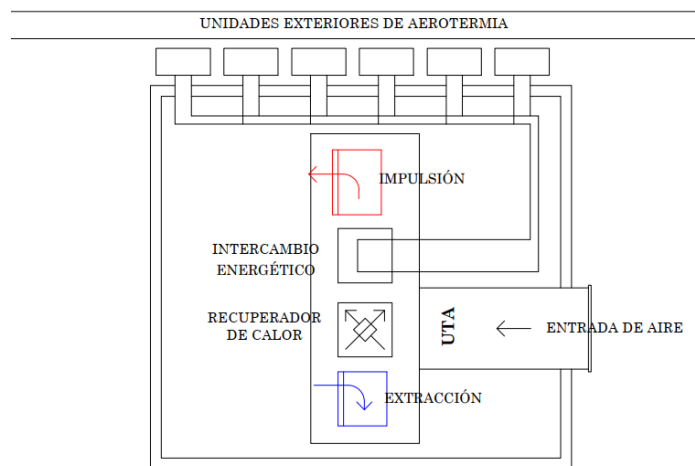 UNIDADES EXTERIORES DE AEROTERMIA
IMPULSIÓN
INTERCAMBIO
ENERGÉTICO
RECUPERADOR
DE CALOR
UTA
ENTRADA DE AIRE
EXTRACCIÓN